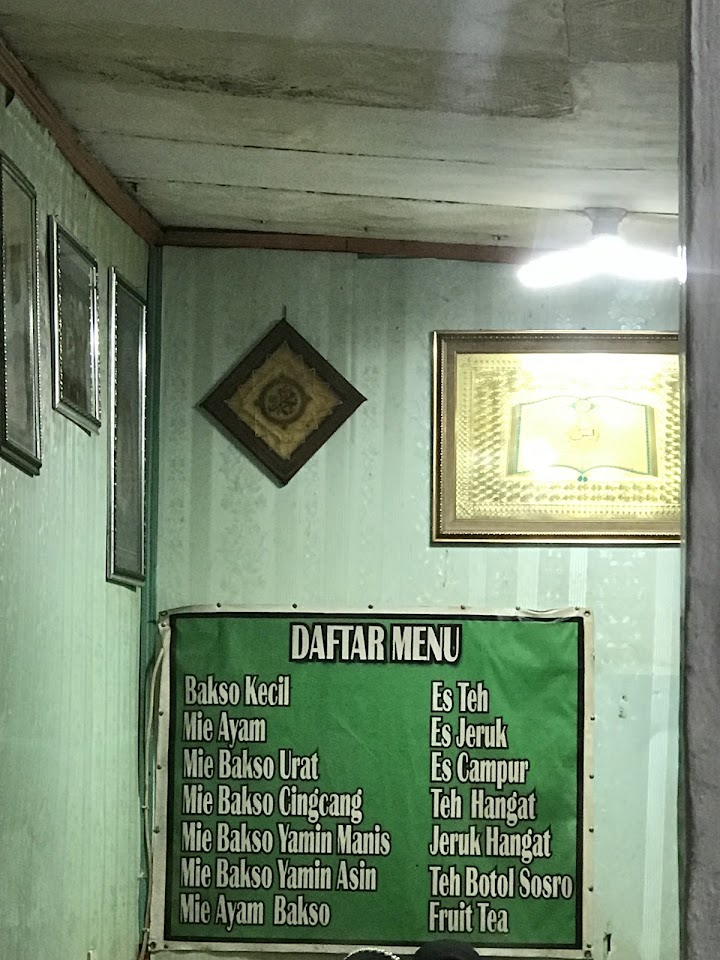 DAFTAR MENU
Bakso Kecil
Mie Ayam
Mie Bakso Urat
Mie Bakso Cingcang
Mie Bakso Yamin Manis
Mie Bakso Yamin Asin
Mie Ayam Bakso
Es Teh
Es Jeruk
Es Campur
Teh Hangat
Jeruk Hangat
Teh Botol Sosro
Fruit Tea